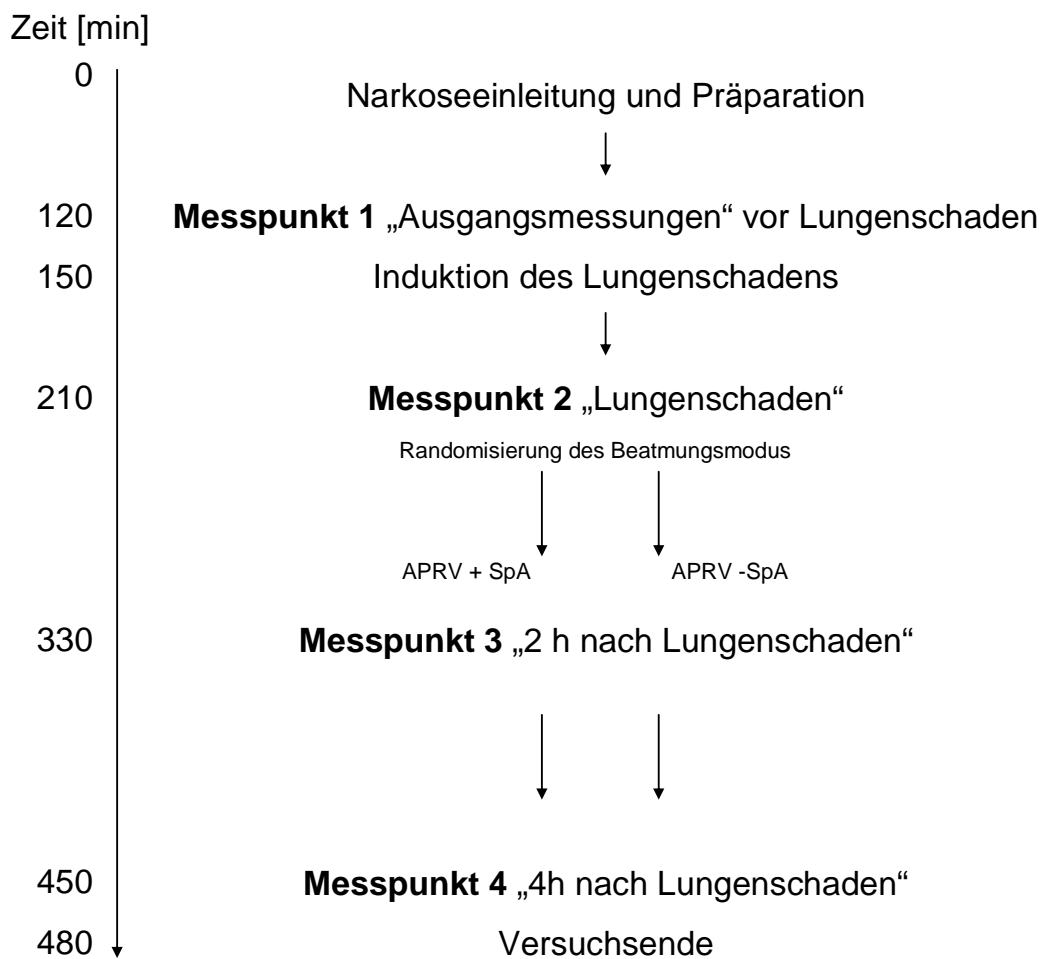 Zeit [min]
0
Narkoseeinleitung und Präparation
120 Messpunkt 1 „Ausgangsmessungen“ vor Lungenschaden
150 Induktion des Lungenschadens
210 Messpunkt 2 „Lungenschaden“
Randomisierung des Beatmungsmodus
APRV + SpA APRV -SpA
330 Messpunkt 3 „2 h nach Lungenschaden“
450 Messpunkt 4 „4h nach Lungenschaden“
480 Versuchsende